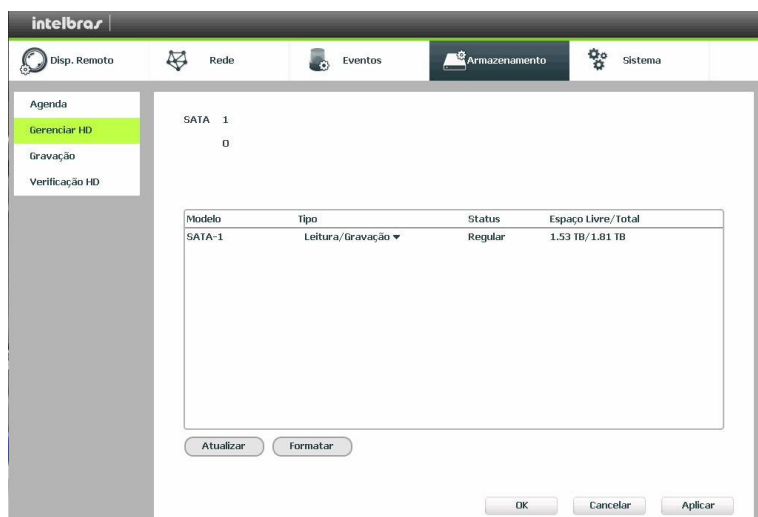 intelbras
Disp. Remoto Rede Eventos Armazenamento Sistema
Agenda
Gerenciar HD
Gravação
Verificação HD
SATA 1
O
Modelo Tipo Status Espaço Livre/Total
SATA-1 Leitura/Gravação Regular 1.53 TB/1.81 TB
Atualizar Formatar
OK Cancelar Aplicar